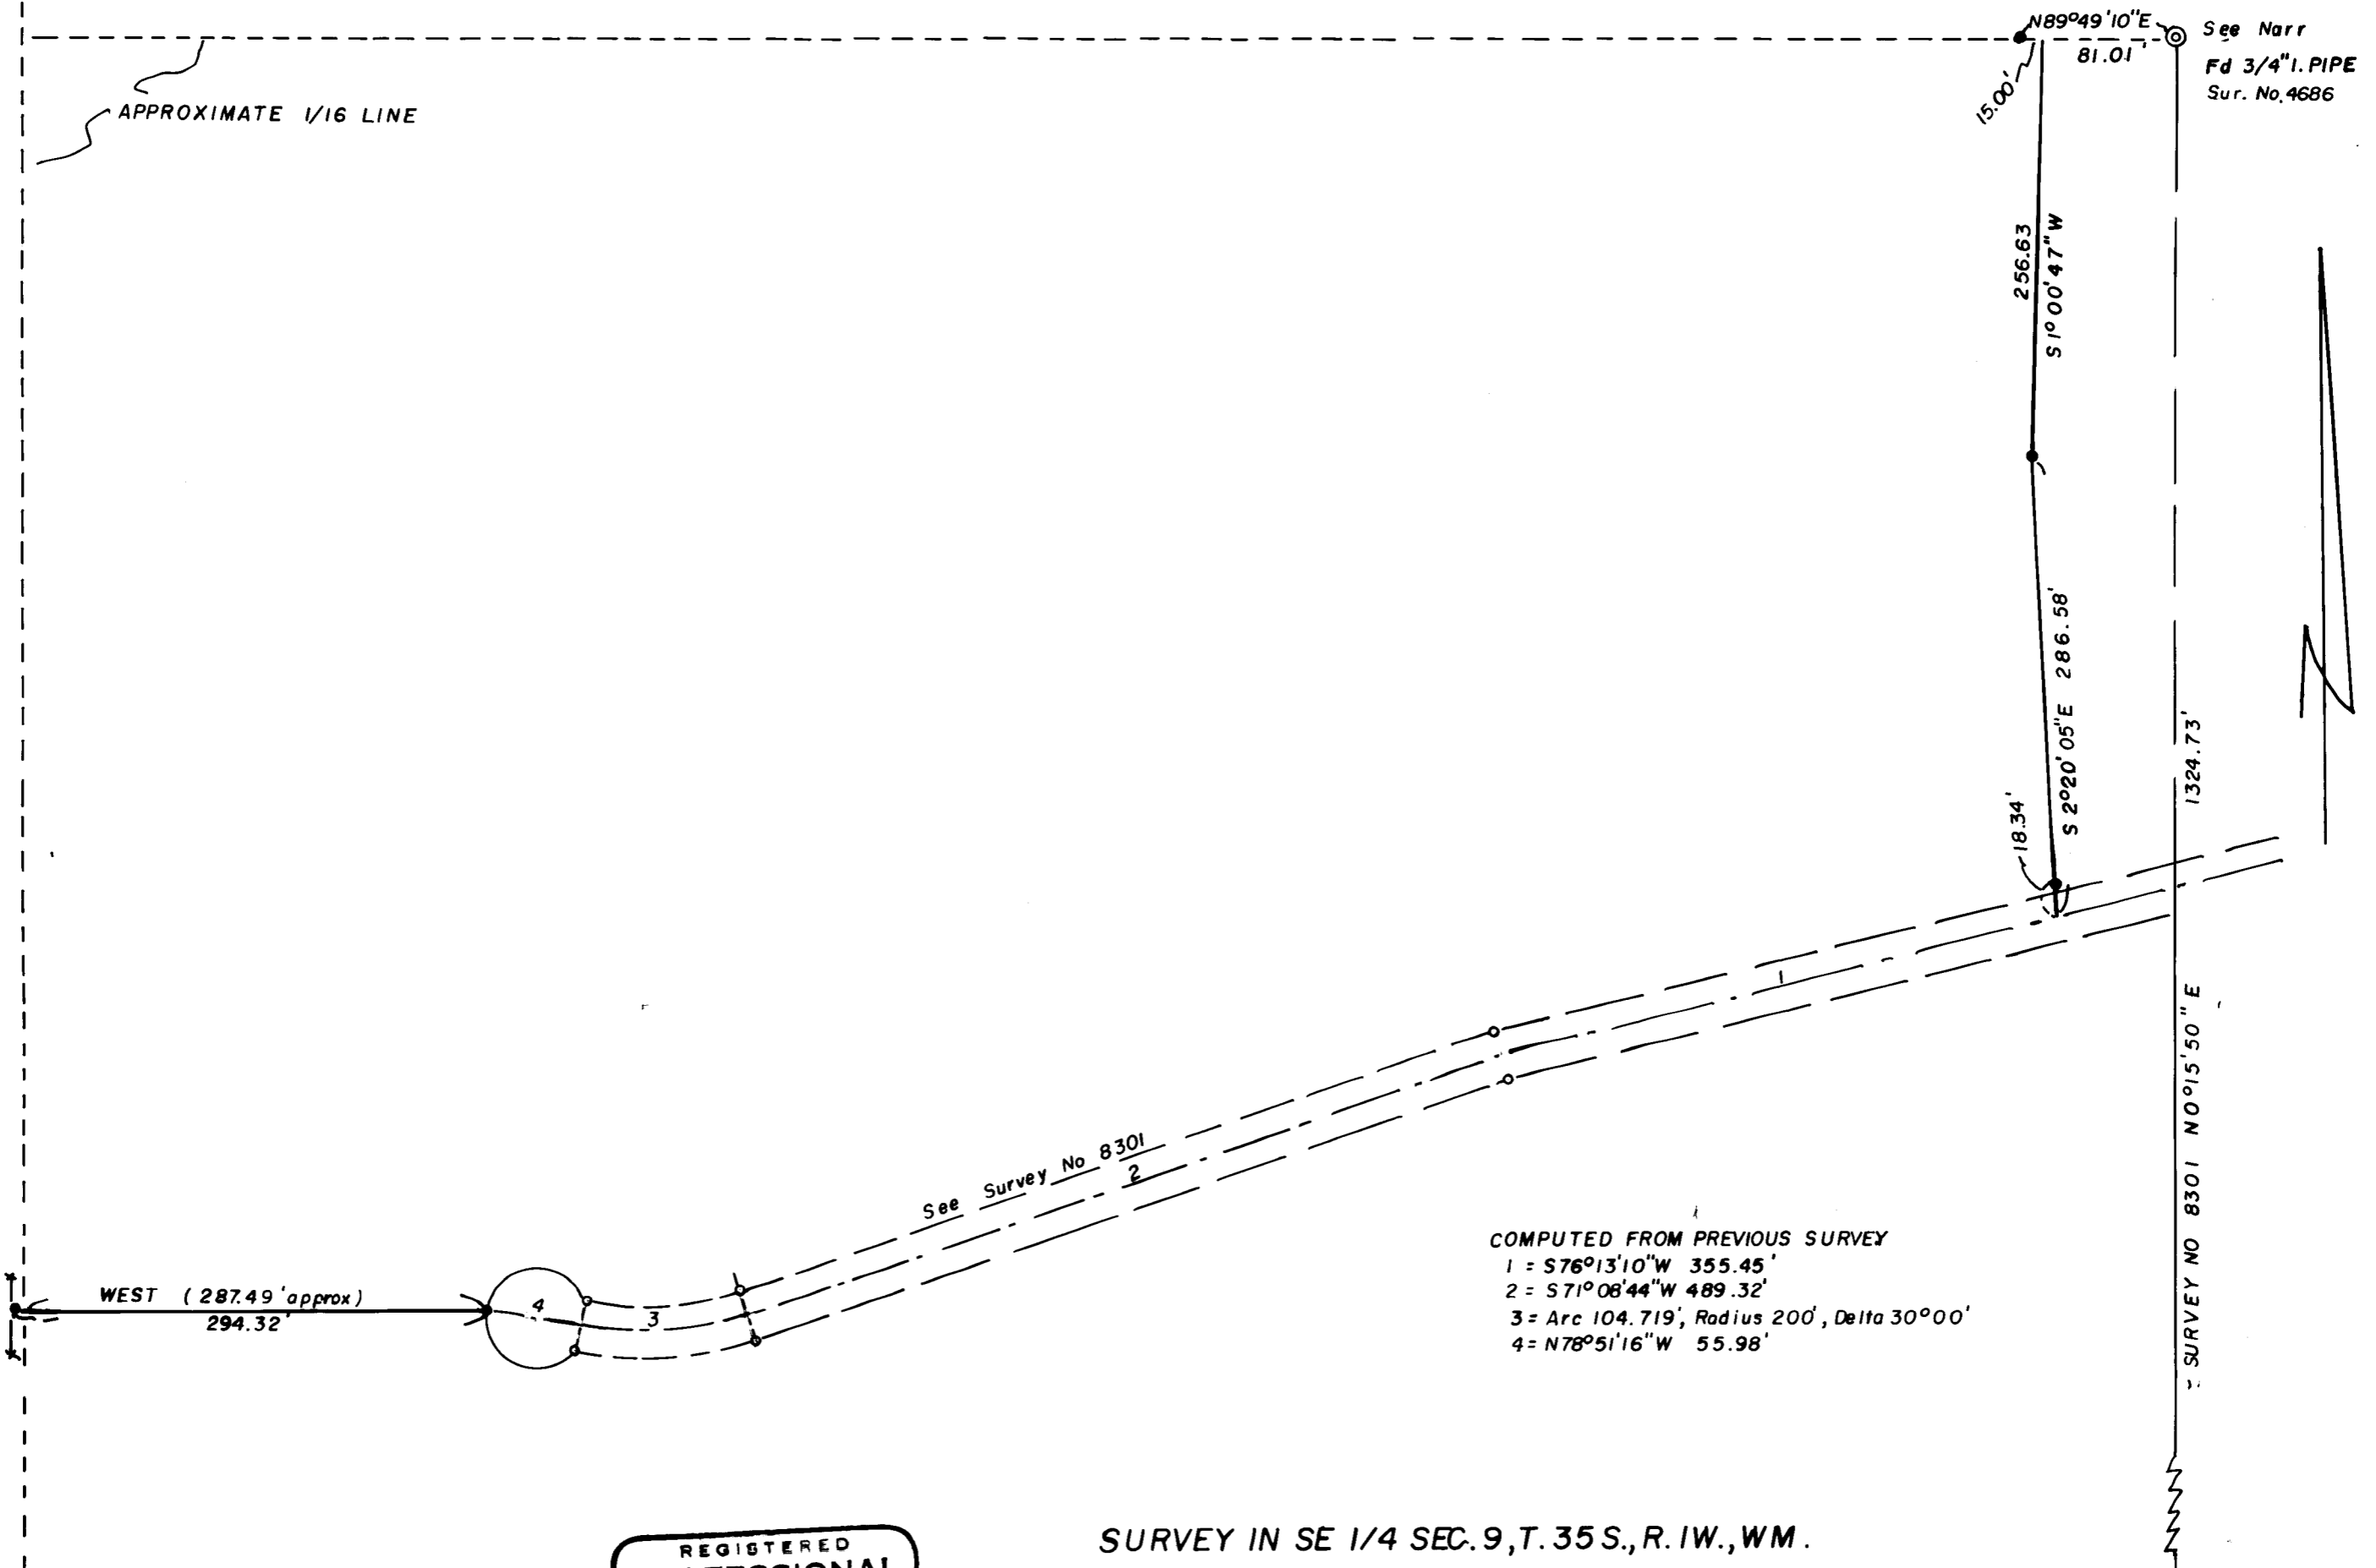 N89°49'10"E
81.01'
See Narr
Fd 3/4" I. PIPE
Sur. No. 4686
15.00'
APPROXIMATE 1/16 LINE
256.63
S 1° 00' 47" W
S 2° 20' 05" E 286.58'
18.34'
1324.73'
SURVEY NO 8301 N 0° 15' 50" E
1
See Survey No 8301
2
WEST (287.49' approx)
294.32'
4
3
COMPUTED FROM PREVIOUS SURVEY
1 = S76°13'10"W 355.45'
2 = S71°08'44"W 489.32'
3 = Arc 104.719', Radius 200', Delta 30°00'
4 = N78°51'16"W 55.98'
N
SURVEY IN SE 1/4 SEC. 9, T. 35 S., R. 1W., WM.
REGISTERED
PROFESSIONAL